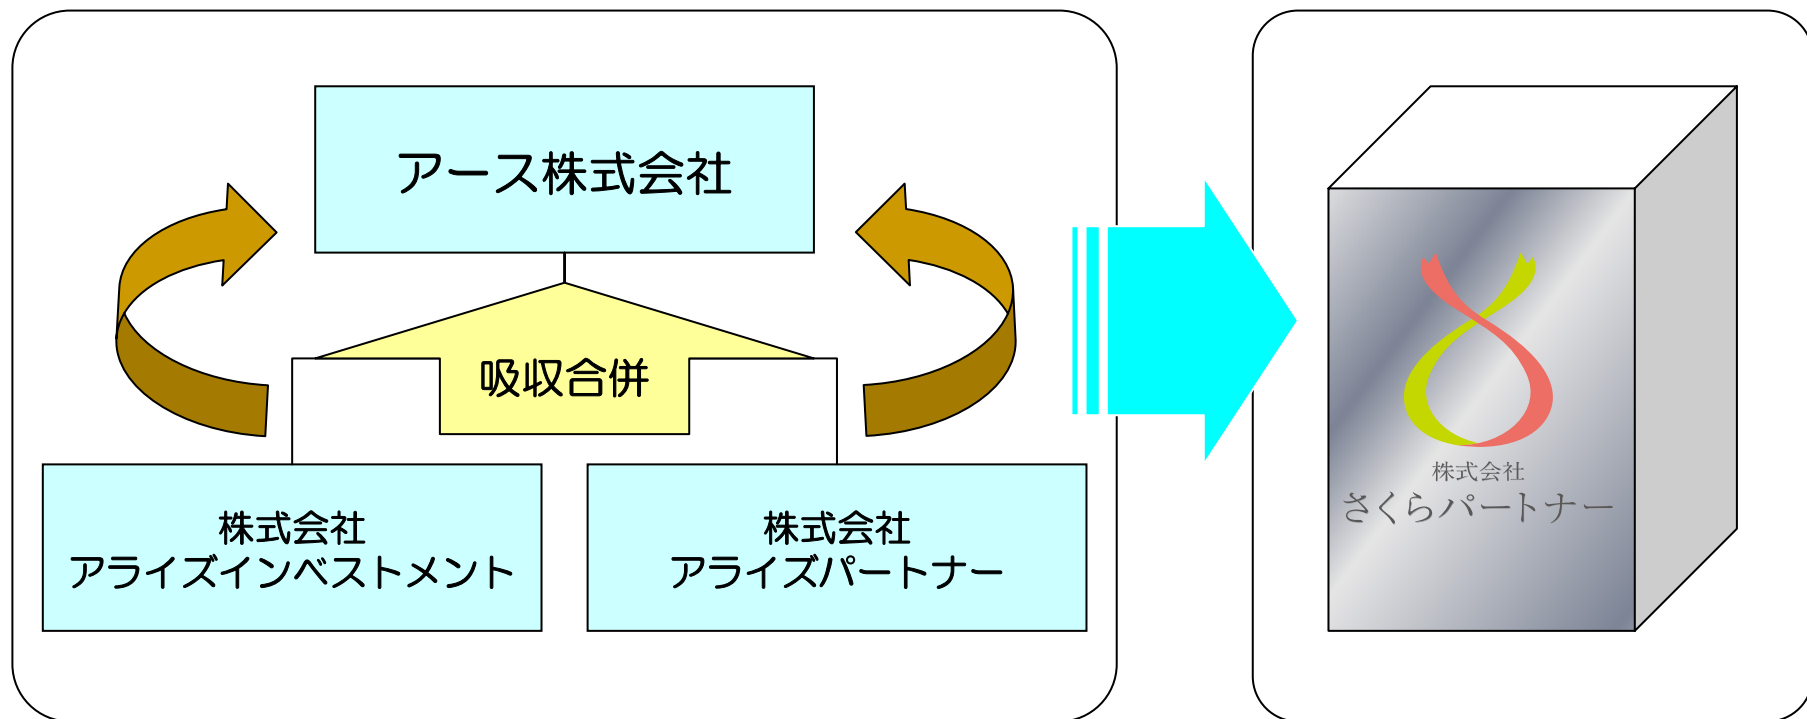 アース株式会社
吸収合併
株式会社
アライズインベストメント
株式会社
アライズパートナー
株式会社
さくらパートナー